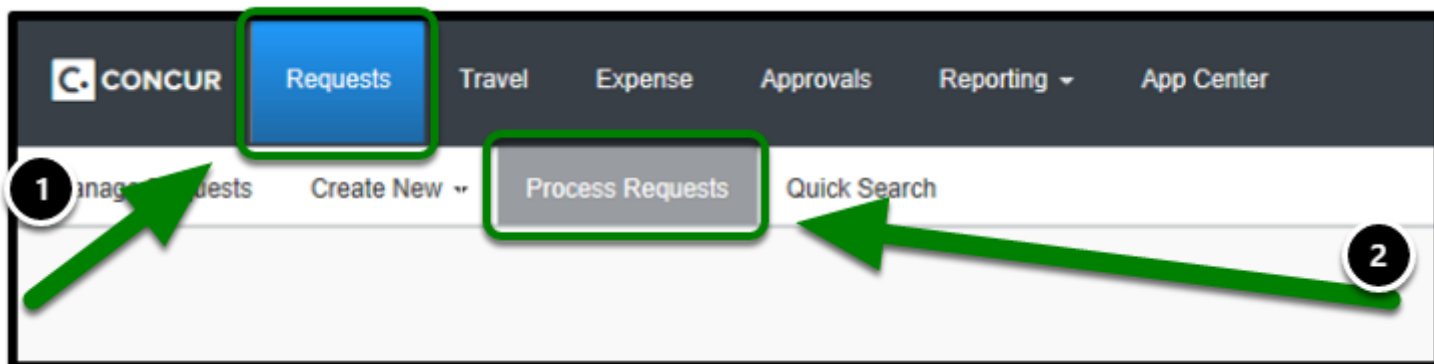 C. CONCUR Requests Travel Expense Approvals Reporting App Center
1 Create New Process Requests Quick Search
2